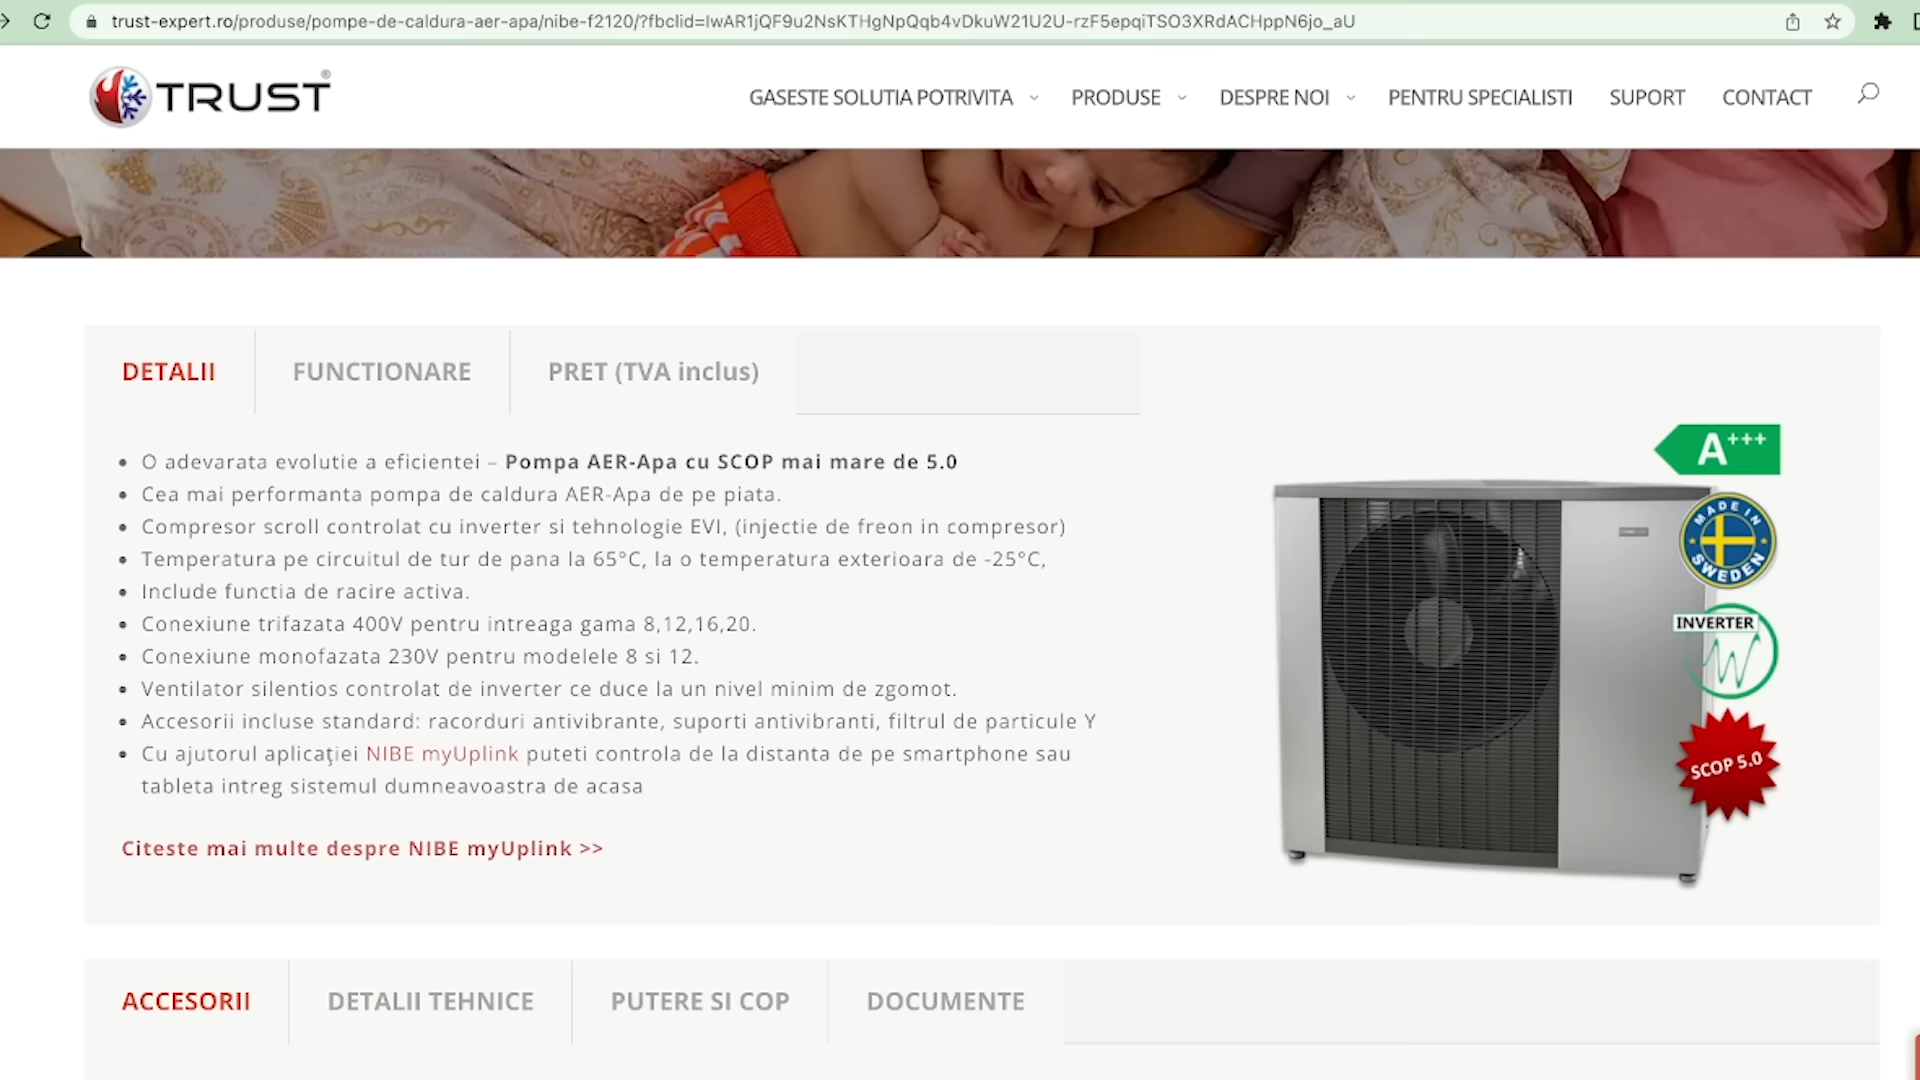 trust-expert.ro/produse/pompe-de-caldura-aer-apa/nibe-f2120/?fbclid=IwAR1jQF9u2NsKTHgNpQqb4vDkuW21U2U-rzF5epqiTSO3XRdACHppN6jo_aU
TRUST®
GASESTE SOLUTIA POTRIVITA
PRODUSE
DESPRE NOI
PENTRU SPECIALISTI
SUPORT
CONTACT
DETALII
FUNCTIONARE
PRET (TVA inclus)
O adevarata evolutie a eficientei – Pompa AER-Apa cu SCOP mai mare de 5.0
Cea mai performanta pompa de caldura AER-Apa de pe piata.
Compresor scroll controlat cu inverter si tehnologie EVI, (injectie de freon in compresor)
Temperatura pe circuitul de tur de pana la 65°C, la o temperatura exterioara de -25°C,
Include functia de racire activa.
Conexiune trifazata 400V pentru intreaga gama 8,12,16,20.
Conexiune monofazata 230V pentru modelele 8 si 12.
Ventilator silentios controlat de inverter ce duce la un nivel minim de zgomot.
Accesorii incluse standard: racorduri antivibrante, suporti antivibranti, filtrul de particule Y
Cu ajutorul aplicaţiei NIBE myUplink puteti controla de la distanta de pe smartphone sau
tableta intreg sistemul dumneavoastra de acasa
Citeste mai multe despre NIBE myUplink >>
A+++
MADE IN
SWEDEN
INVERTER
SCOP 5.0
ACCESORII
DETALII TEHNICE
PUTERE SI COP
DOCUMENTE